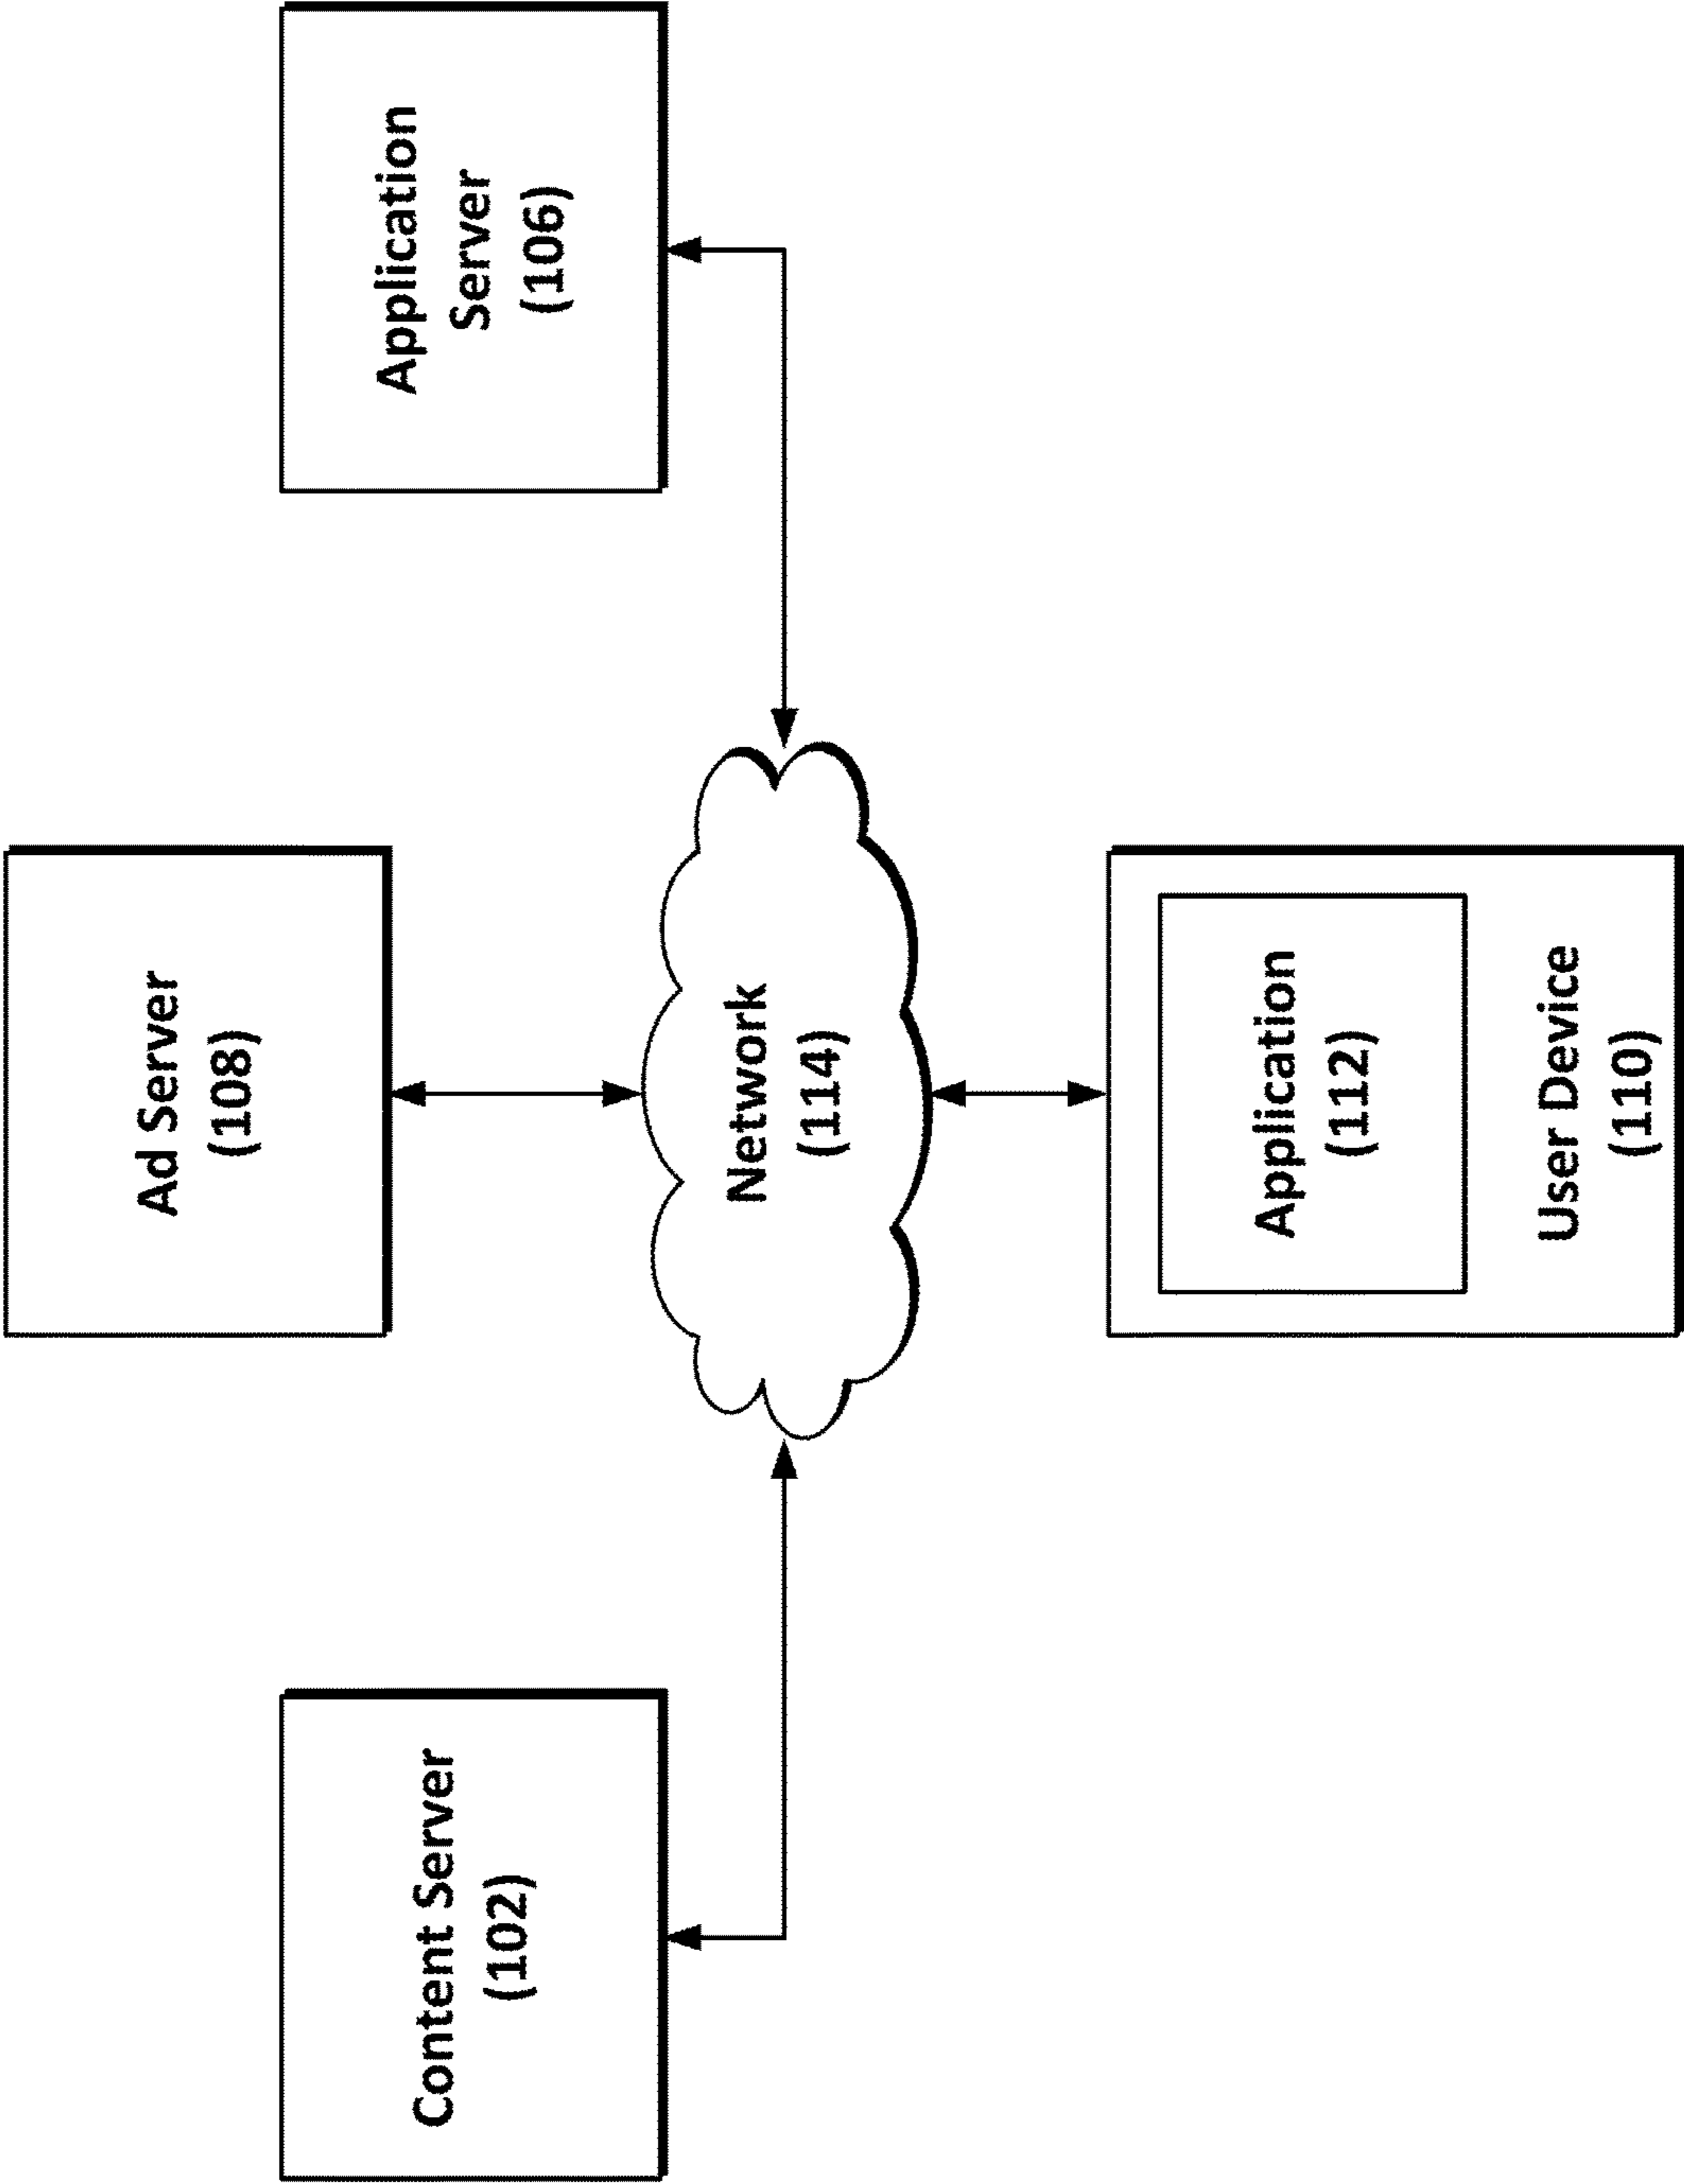 Ad Server
(108)
Content Server
(102)
Application
Server
(106)
Network
(114)
Application
(112)
User Device
(110)